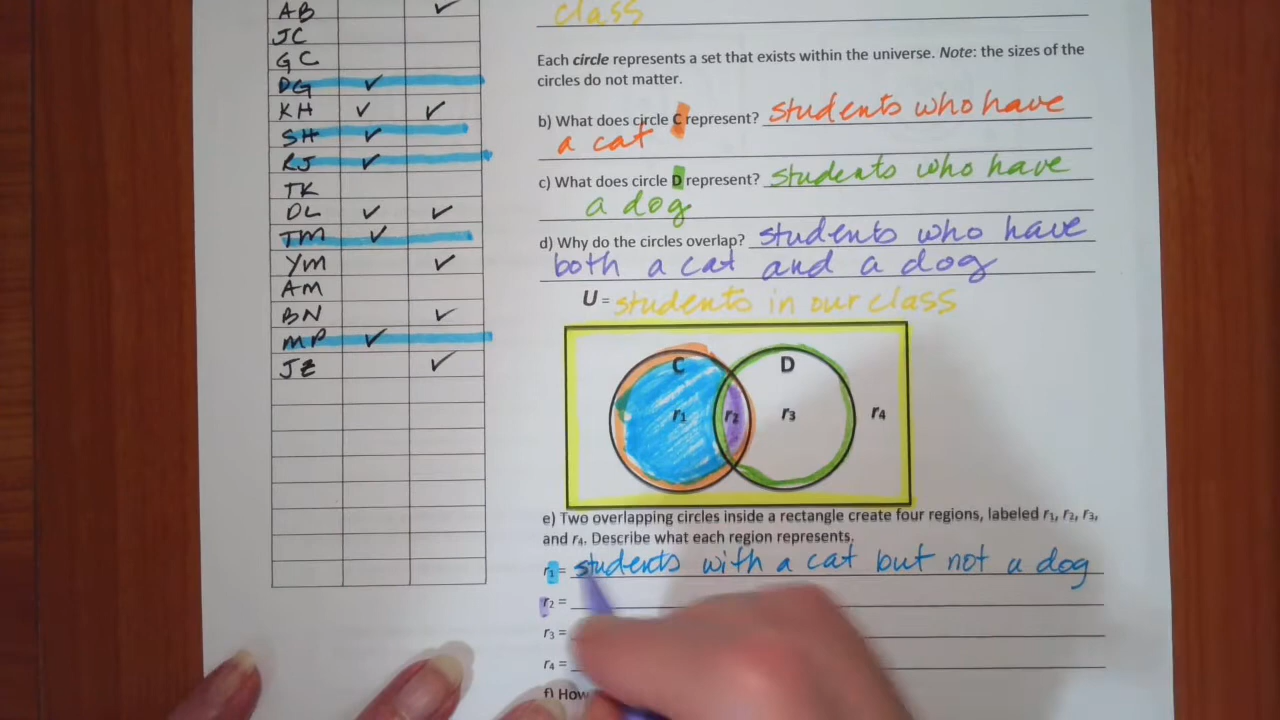 AB ✓
JC
GC
DG ✓
KH ✓ ✓
SH ✓
RJ ✓
TK
DL ✓ ✓
TM ✓
YM ✓
AM
BN ✓
MP ✓
JZ ✓
class
Each circle represents a set that exists within the universe. Note: the sizes of the
circles do not matter.
b) What does circle C represent? students who have
a cat
c) What does circle D represent? students who have
a dog
d) Why do the circles overlap? students who have
both a cat and a dog
U = students in our class
C D
r1 r2 r3 r4
e) Two overlapping circles inside a rectangle create four regions, labeled r1, r2, r3,
and r4. Describe what each region represents.
r1 = students with a cat but not a dog
r2 =
r3 =
r4 =
f) How